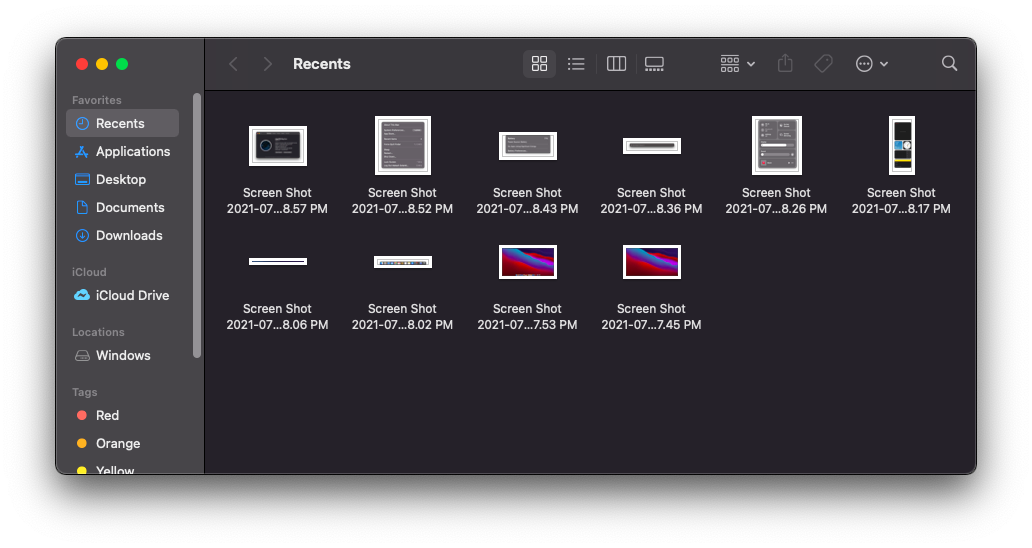 Recents
Favorites
Recents
Applications
Desktop
Documents
Downloads
iCloud
iCloud Drive
Locations
Windows
Tags
Red
Orange
Yellow
Screen Shot
2021-07...8.57 PM
Screen Shot
2021-07...8.52 PM
Screen Shot
2021-07...8.43 PM
Screen Shot
2021-07...8.36 PM
Screen Shot
2021-07...8.26 PM
Screen Shot
2021-07...8.17 PM
Screen Shot
2021-07...8.06 PM
Screen Shot
2021-07...8.02 PM
Screen Shot
2021-07...7.53 PM
Screen Shot
2021-07...7.45 PM